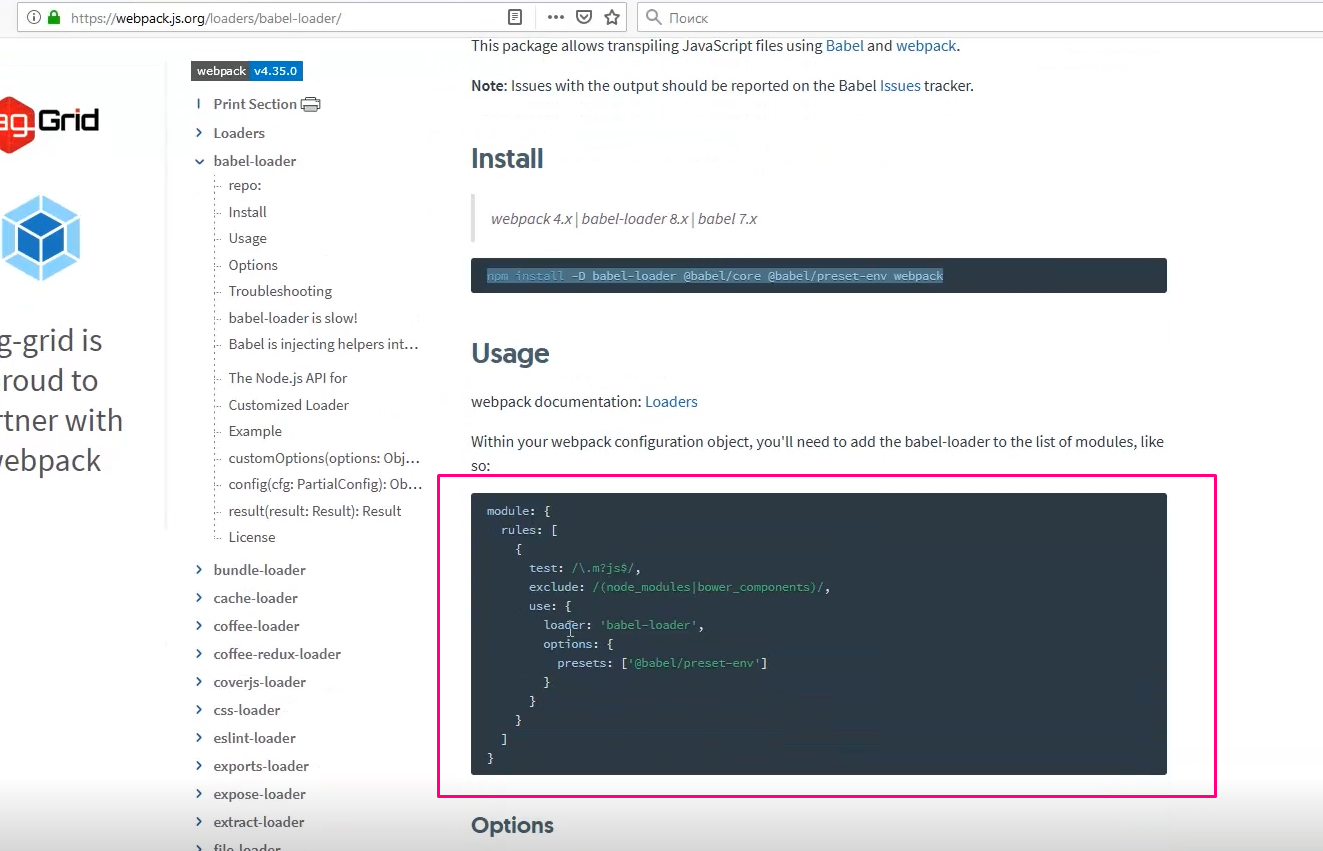 https://webpack.js.org/loaders/babel-loader/
Поиск
Grid
g-grid is
roud to
rtner with
webpack
webpack v4.35.0
Print Section
Loaders
babel-loader
repo:
Install
Usage
Options
Troubleshooting
babel-loader is slow!
Babel is injecting helpers int…
The Node.js API for
Customized Loader
Example
customOptions(options: Obj…
config(cfg: PartialConfig): Ob…
result(result: Result): Result
License
bundle-loader
cache-loader
coffee-loader
coffee-redux-loader
coverjs-loader
css-loader
eslint-loader
exports-loader
expose-loader
extract-loader
file-loader
This package allows transpiling JavaScript files using Babel and webpack.
Note: Issues with the output should be reported on the Babel Issues tracker.
Install
webpack 4.x | babel-loader 8.x | babel 7.x
npm install -D babel-loader @babel/core @babel/preset-env webpack
Usage
webpack documentation: Loaders
Within your webpack configuration object, you'll need to add the babel-loader to the list of modules, like
so:
module: {
rules: [
{
test: /\.m?js$/,
exclude: /(node_modules|bower_components)/,
use: {
loader: 'babel-loader',
options: {
presets: ['@babel/preset-env']
}
}
}
]
}
Options